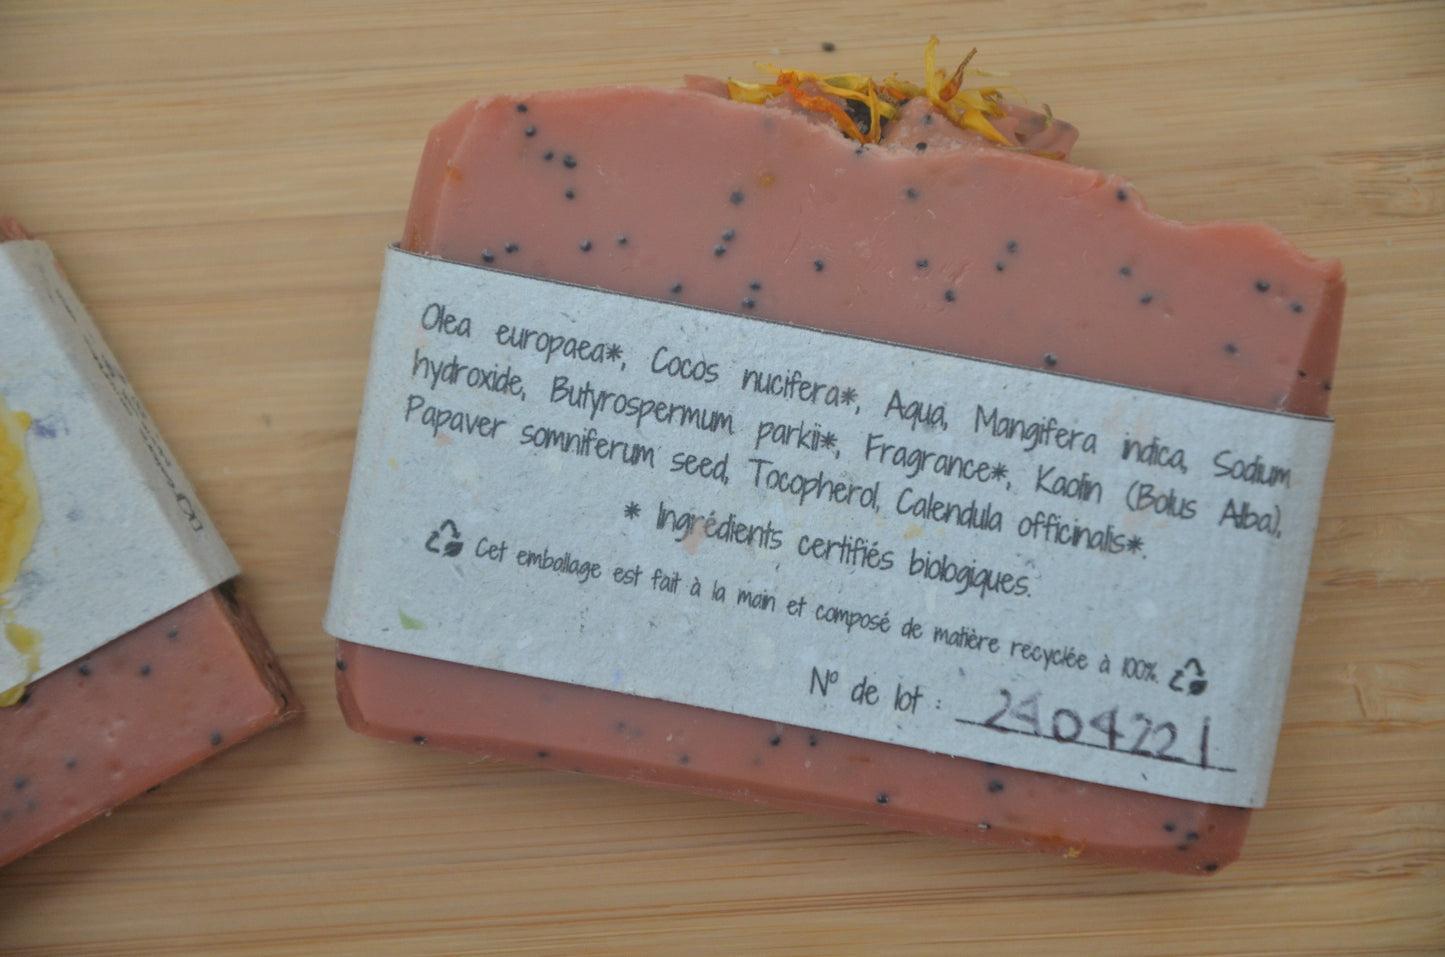 Olea europaea*, Cocos nucifera*, Aqua, Mangifera indica, Sodium
hydroxide, Butyrospermum parkii*, Fragrance*, Kaolin (Bolus Alba),
Papaver somniferum seed, Tocopherol, Calendula officinalis*.
* Ingrédients certifiés biologiques.
Cet emballage est fait à la main et composé de matière recyclée à 100%.
N° de lot : 2404221